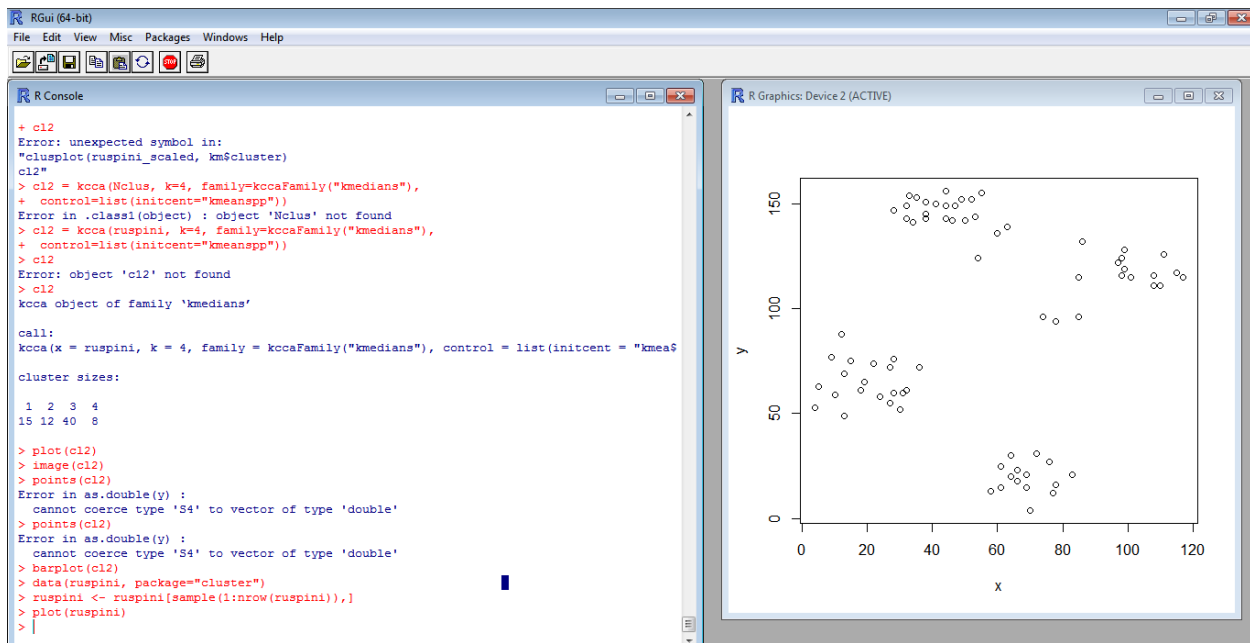 RGui (64-bit)
File Edit View Misc Packages Windows Help
STOP
R Console
+ cl2
Error: unexpected symbol in:
"clusplot(ruspini_scaled, km$cluster)
cl2"
> cl2 = kcca(Nclus, k=4, family=kccaFamily("kmedians"),
+  control=list(initcent="kmeanspp"))
Error in .class1(object) : object 'Nclus' not found
> cl2 = kcca(ruspini, k=4, family=kccaFamily("kmedians"),
+  control=list(initcent="kmeanspp"))
> c12
Error: object 'c12' not found
> cl2
kcca object of family ‘kmedians’
call:
kcca(x = ruspini, k = 4, family = kccaFamily("kmedians"), control = list(initcent = "kmea$
cluster sizes:
1 2 3 4
15 12 40 8
> plot(cl2)
> image(cl2)
> points(cl2)
Error in as.double(y) :
  cannot coerce type 'S4' to vector of type 'double'
> points(cl2)
Error in as.double(y) :
  cannot coerce type 'S4' to vector of type 'double'
> barplot(cl2)
> data(ruspini, package="cluster")
> ruspini <- ruspini[sample(1:nrow(ruspini)),]
> plot(ruspini)
>
R Graphics: Device 2 (ACTIVE)
150
100
50
0
y
0 20 40 60 80 100 120
x